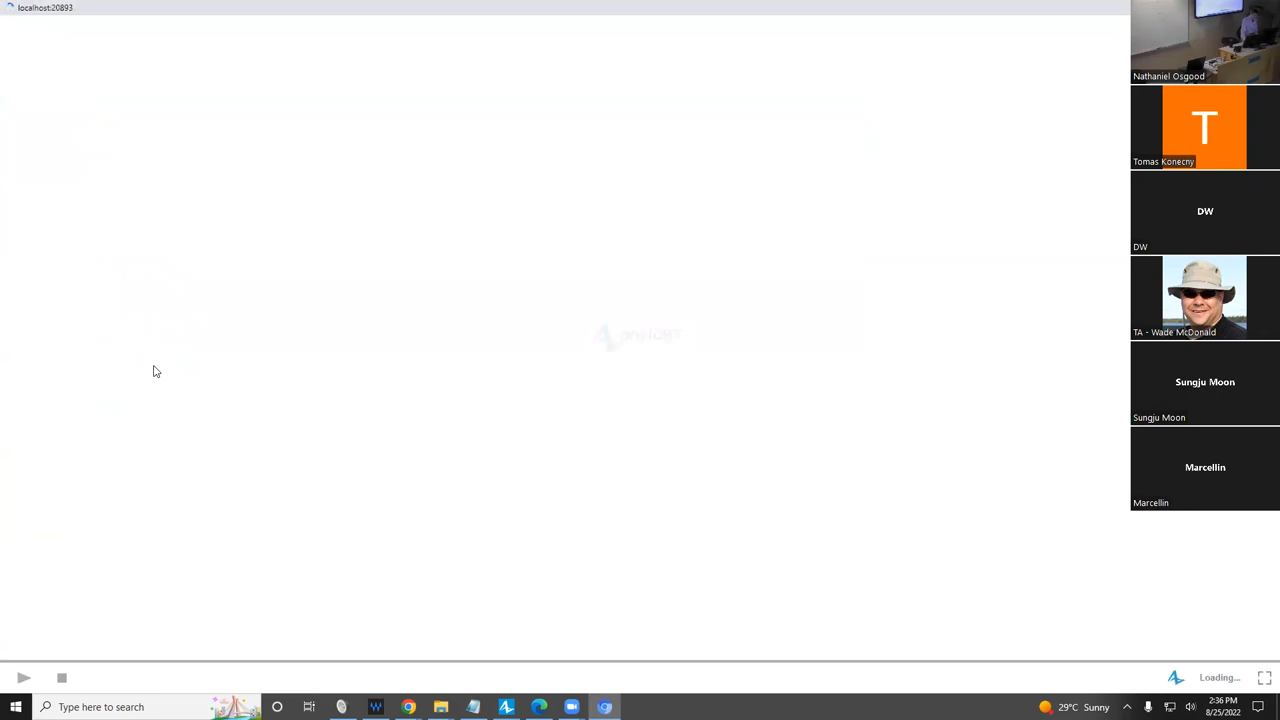 localhost:20893
Nathaniel Osgood
T
Tomas Konecny
DW
DW
TA - Wade McDonald
Sungju Moon
Sungju Moon
Marcellin
Marcellin
Loading...
Type here to search
29°C Sunny
2:36 PM
8/25/2022